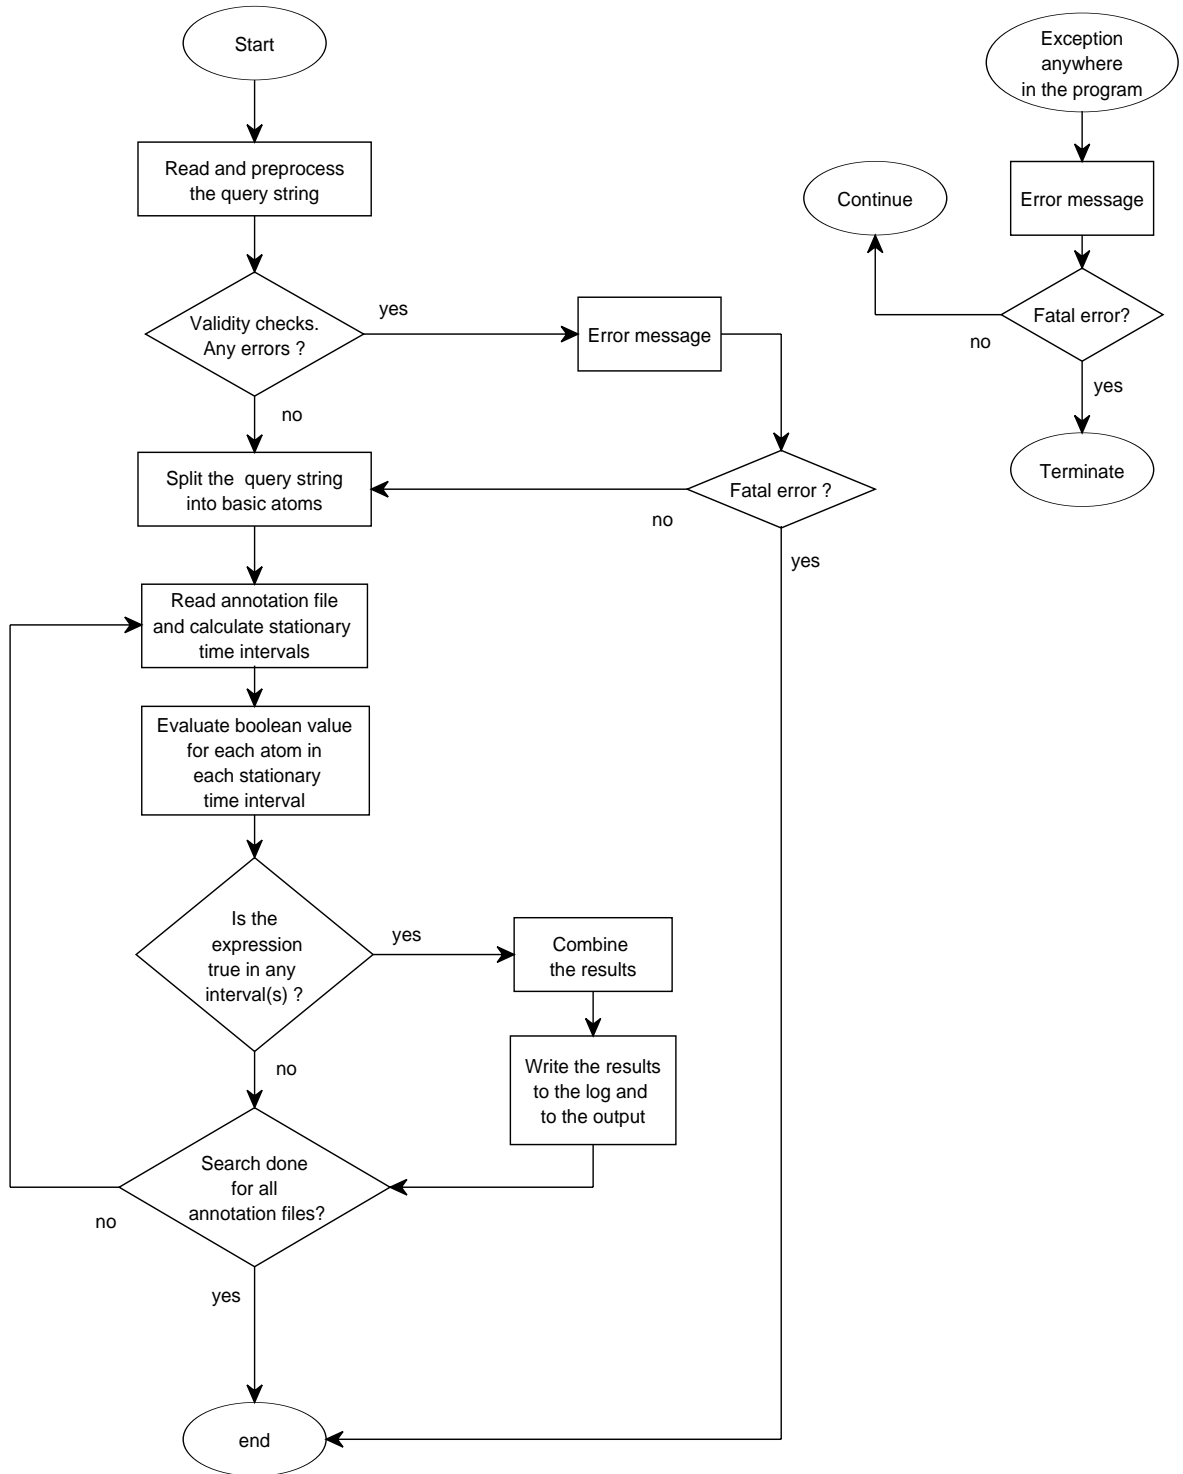 Start
Read and preprocess
the query string
Validity checks.
Any errors ?
yes
Error message
no
Split the query string
into basic atoms
Fatal error ?
no
yes
Read annotation file
and calculate stationary
time intervals
Evaluate boolean value
for each atom in
each stationary
time interval
Is the
expression
true in any
interval(s) ?
yes
Combine
the results
no
Write the results
to the log and
to the output
Search done
for all
annotation files?
no
yes
end
Exception
anywhere
in the program
Error message
Continue
Fatal error?
no
yes
Terminate